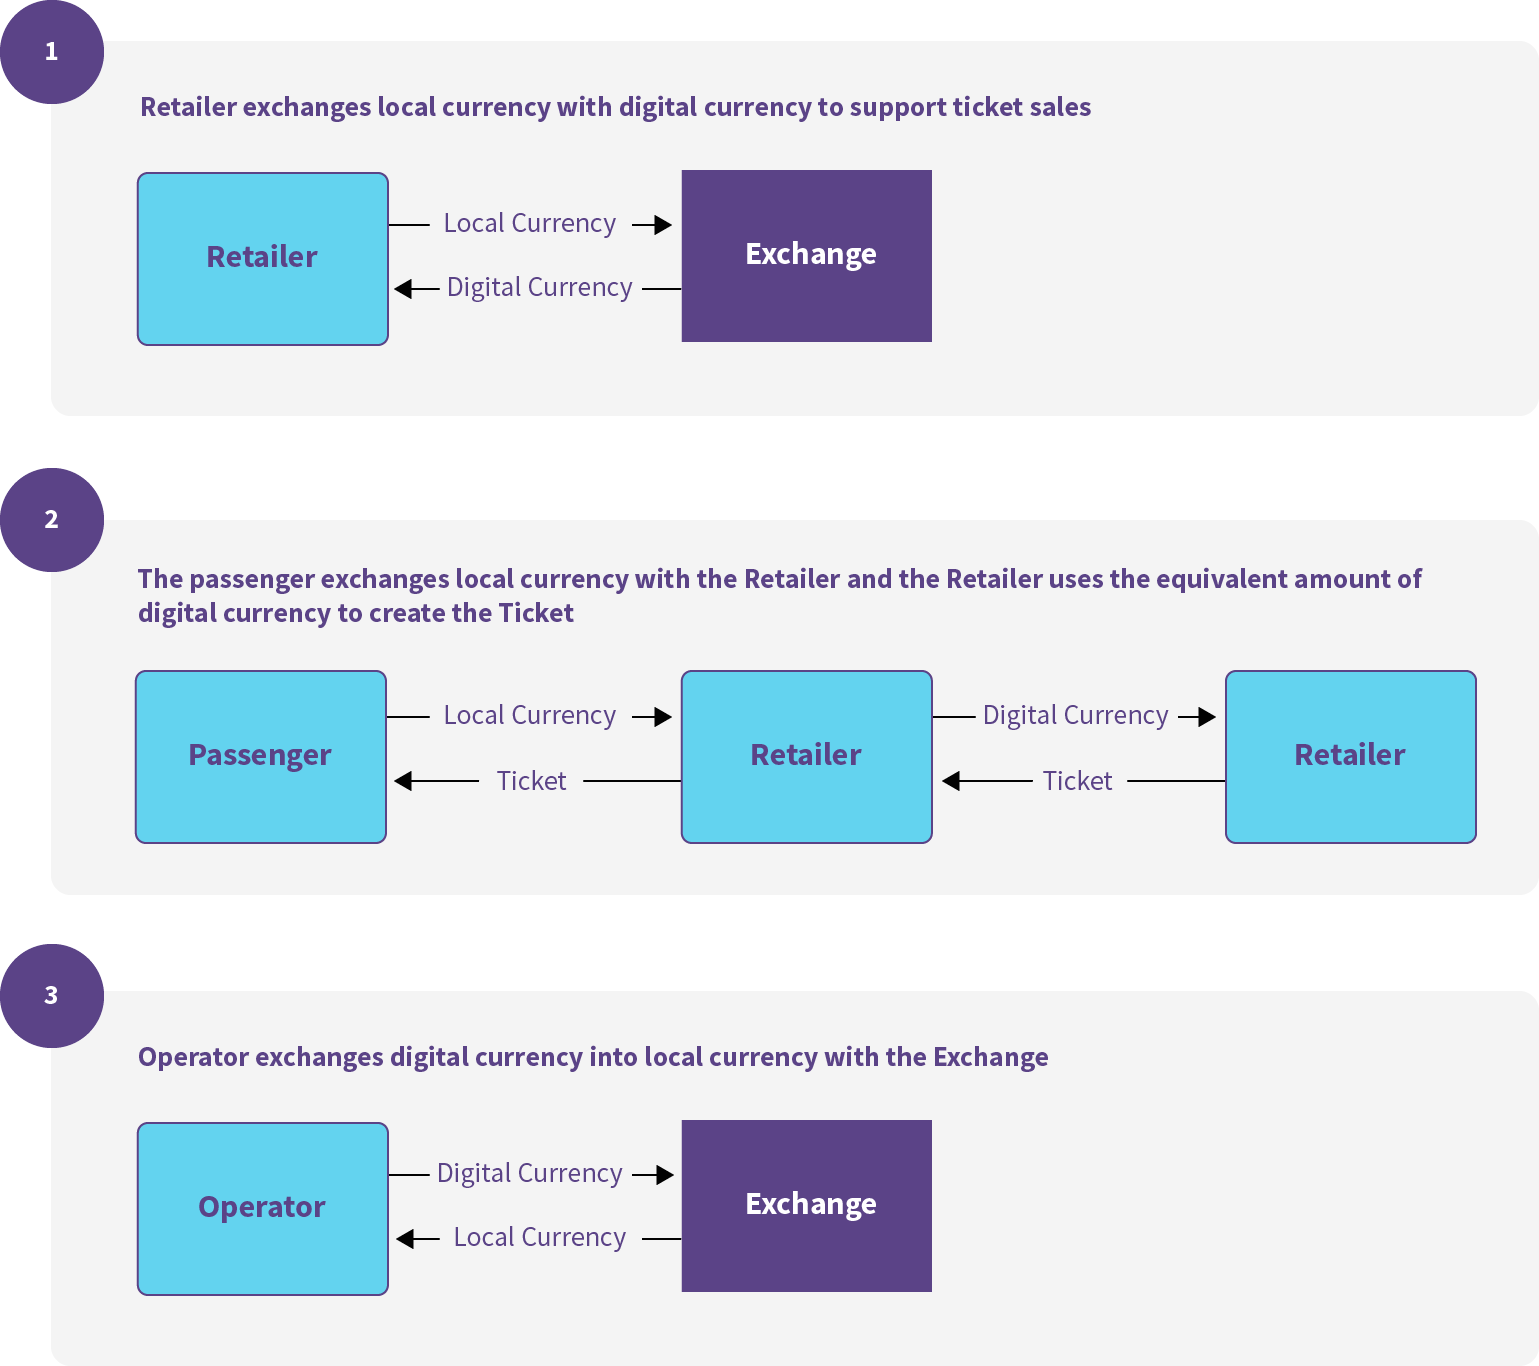 1
Retailer exchanges local currency with digital currency to support ticket sales
Retailer
Local Currency
Digital Currency
Exchange
2
The passenger exchanges local currency with the Retailer and the Retailer uses the equivalent amount of
digital currency to create the Ticket
Passenger
Local Currency
Ticket
Retailer
Digital Currency
Ticket
Retailer
3
Operator exchanges digital currency into local currency with the Exchange
Operator
Digital Currency
Local Currency
Exchange